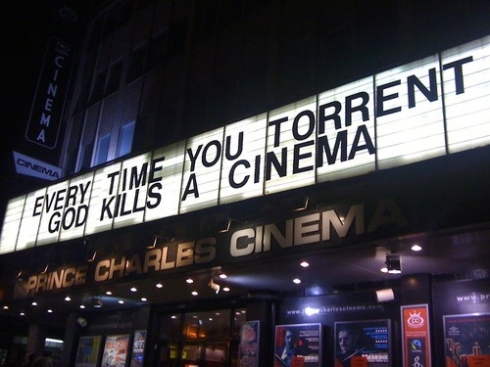 CINEMA
CINEMA
EVERY TIME YOU TORRENT
GOD KILLS A CINEMA
PRINCE CHARLES CINEMA